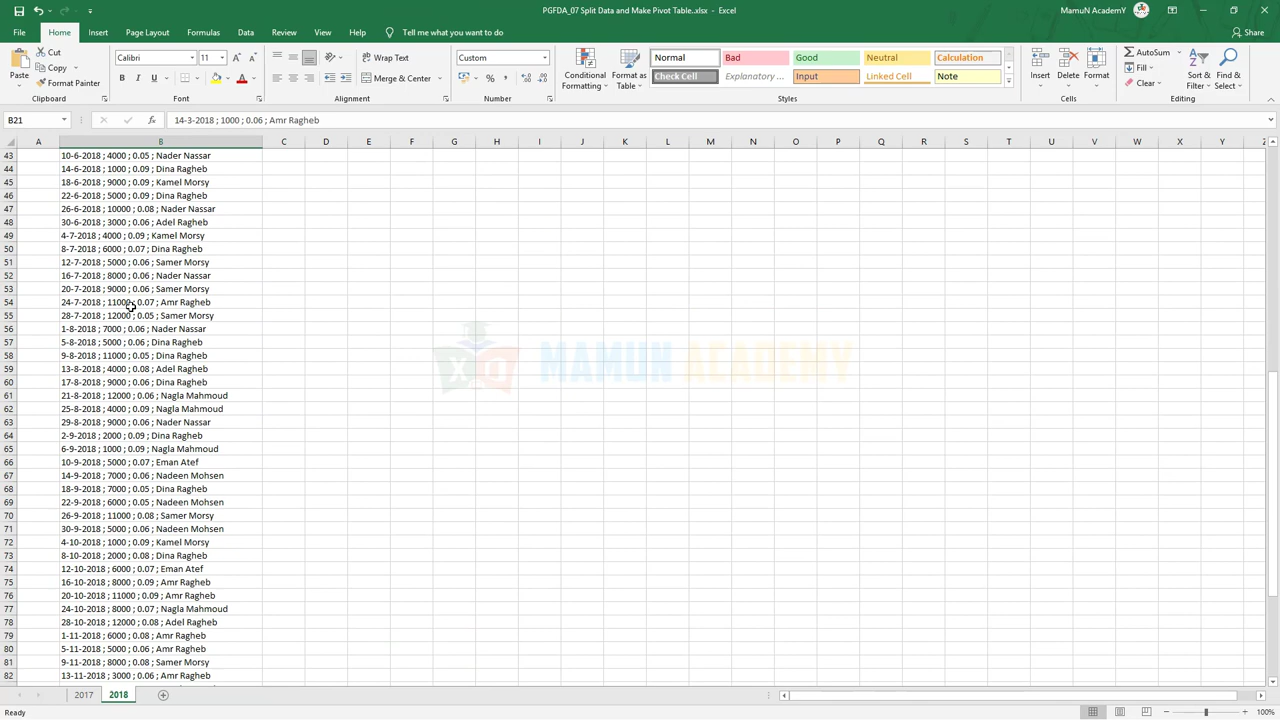 PGFDA_07 Split Data and Make Pivot Table..xlsx - Excel
MamuN AcademY
File Home Insert Page Layout Formulas Data Review View Help Tell me what you want to do
Share
Paste
Cut
Copy
Format Painter
Clipboard
Calibri 11
B I U
Font
Wrap Text
Merge & Center
Alignment
Custom
Number
Conditional Formatting
Format as Table
Normal Bad Good Neutral Calculation
Check Cell Explanatory ... Input Linked Cell Note
Styles
Insert Delete Format
Cells
AutoSum
Fill
Clear
Sort & Filter
Find & Select
Editing
B21 14-3-2018 ; 1000 ; 0.06 ; Amr Ragheb
A B C D E F G H I J K L M N O P Q R S T U V W X Y Z
43 10-6-2018 ; 4000 ; 0.05 ; Nader Nassar
44 14-6-2018 ; 1000 ; 0.09 ; Dina Ragheb
45 18-6-2018 ; 9000 ; 0.09 ; Kamel Morsy
46 22-6-2018 ; 5000 ; 0.09 ; Dina Ragheb
47 26-6-2018 ; 10000 ; 0.08 ; Nader Nassar
48 30-6-2018 ; 3000 ; 0.06 ; Adel Ragheb
49 4-7-2018 ; 4000 ; 0.09 ; Kamel Morsy
50 8-7-2018 ; 6000 ; 0.07 ; Dina Ragheb
51 12-7-2018 ; 5000 ; 0.06 ; Samer Morsy
52 16-7-2018 ; 8000 ; 0.06 ; Nader Nassar
53 20-7-2018 ; 9000 ; 0.06 ; Samer Morsy
54 24-7-2018 ; 11000 ; 0.07 ; Amr Ragheb
55 28-7-2018 ; 12000 ; 0.05 ; Samer Morsy
56 1-8-2018 ; 7000 ; 0.06 ; Nader Nassar
57 5-8-2018 ; 5000 ; 0.06 ; Dina Ragheb
58 9-8-2018 ; 11000 ; 0.05 ; Dina Ragheb
59 13-8-2018 ; 4000 ; 0.08 ; Adel Ragheb
60 17-8-2018 ; 9000 ; 0.06 ; Dina Ragheb
61 21-8-2018 ; 12000 ; 0.06 ; Nagla Mahmoud
62 25-8-2018 ; 4000 ; 0.09 ; Nagla Mahmoud
63 29-8-2018 ; 9000 ; 0.06 ; Nader Nassar
64 2-9-2018 ; 2000 ; 0.09 ; Dina Ragheb
65 6-9-2018 ; 1000 ; 0.09 ; Nagla Mahmoud
66 10-9-2018 ; 5000 ; 0.07 ; Eman Atef
67 14-9-2018 ; 7000 ; 0.06 ; Nadeen Mohsen
68 18-9-2018 ; 7000 ; 0.05 ; Dina Ragheb
69 22-9-2018 ; 6000 ; 0.05 ; Nadeen Mohsen
70 26-9-2018 ; 11000 ; 0.08 ; Samer Morsy
71 30-9-2018 ; 5000 ; 0.06 ; Nadeen Mohsen
72 4-10-2018 ; 1000 ; 0.09 ; Kamel Morsy
73 8-10-2018 ; 2000 ; 0.08 ; Dina Ragheb
74 12-10-2018 ; 6000 ; 0.07 ; Eman Atef
75 16-10-2018 ; 8000 ; 0.09 ; Amr Ragheb
76 20-10-2018 ; 11000 ; 0.09 ; Amr Ragheb
77 24-10-2018 ; 8000 ; 0.07 ; Nagla Mahmoud
78 28-10-2018 ; 12000 ; 0.08 ; Adel Ragheb
79 1-11-2018 ; 6000 ; 0.08 ; Amr Ragheb
80 5-11-2018 ; 5000 ; 0.06 ; Amr Ragheb
81 9-11-2018 ; 8000 ; 0.08 ; Samer Morsy
82 13-11-2018 ; 3000 ; 0.06 ; Amr Ragheb
MAMUN ACADEMY
2017 2018
Ready
100%